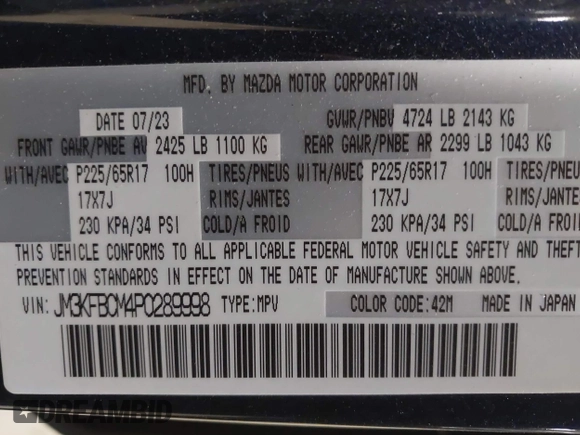 MFD. BY MAZDA MOTOR CORPORATION
DATE 07/23 GVWR/PNBV 4724 LB 2143 KG
FRONT GAWR/PNBE AV 2425 LB 1100 KG REAR GAWR/PNBE AR 2299 LB 1043 KG
WITH/AVEC P225/65R17 100H TIRES/PNEUS WITH/AVEC P225/65R17 100H TIRES/PNEUS
17X7J RIMS/JANTES 17X7J RIMS/JANTES
230 KPA/34 PSI COLD/A FROID 230 KPA/34 PSI COLD/A FROID
THIS VEHICLE CONFORMS TO ALL APPLICABLE FEDERAL MOTOR VEHICLE SAFETY AND THEFT
PREVENTION STANDARDS IN EFFECT ON THE DATE OF MANUFACTURE SHOWN ABOVE.
VIN: JM3KFBCM4P0289998 TYPE:MPV COLOR CODE:42M MADE IN JAPAN
DREAMBID